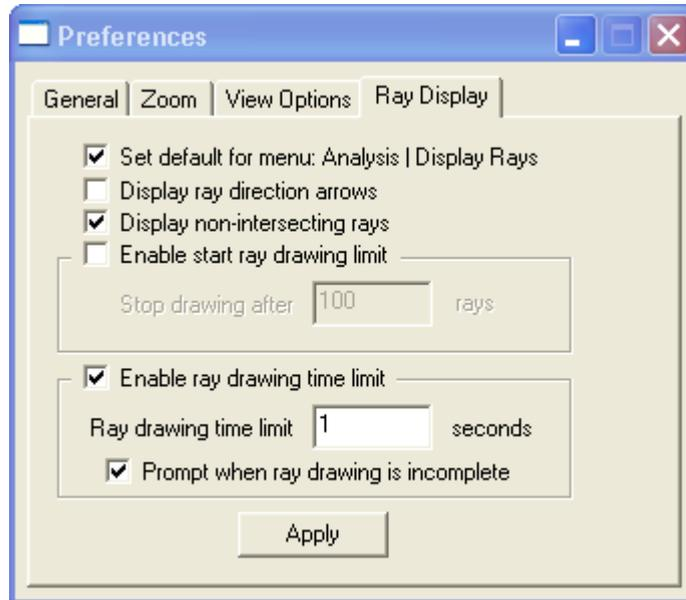 Preferences
General Zoom View Options Ray Display
Set default for menu: Analysis | Display Rays
Display ray direction arrows
Display non-intersecting rays
Enable start ray drawing limit
Stop drawing after 100 rays
Enable ray drawing time limit
Ray drawing time limit 1 seconds
Prompt when ray drawing is incomplete
Apply